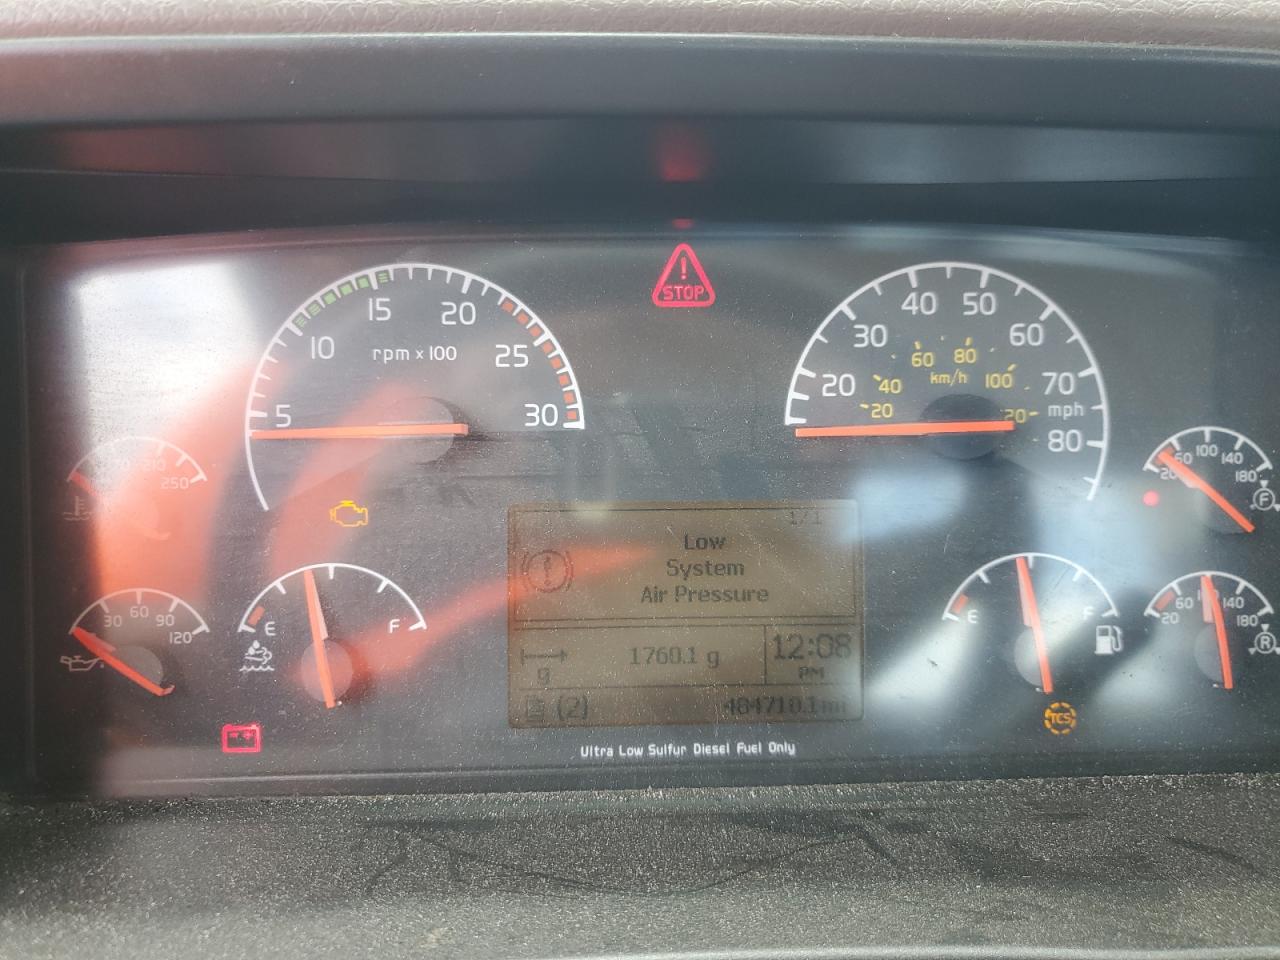 STOP
15
20
10
25
rpm x 100
5
30
40
50
30
60
60
80
km/h
20
40
100
70
20
20
mph
80
210
250
60
100
140
20
180
F
1/1
Low
System
Air Pressure
60
30
90
120
E
F
E
F
60
140
20
180
R
1760.1 g
12:08
PM
g
(2)
484710.1 mi
TCS
Ultra Low Sulfur Diesel Fuel Only